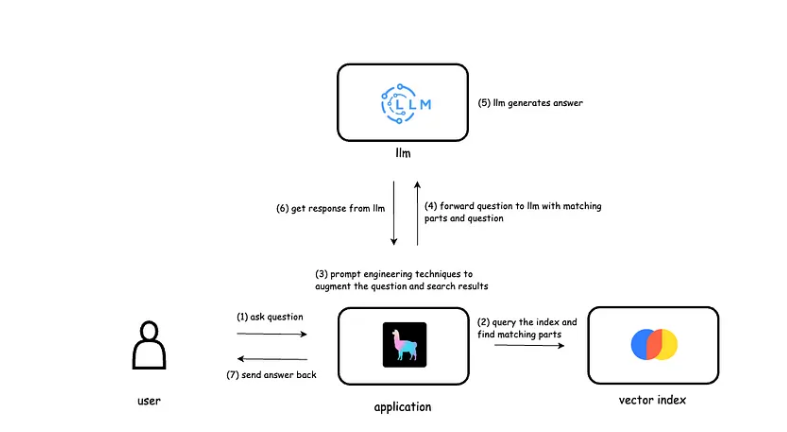 LLM
(5) llm generates answer
llm
(6) get response from llm
(4) forward question to llm with matching
parts and question
(3) prompt engineering techniques to
augment the question and search results
(1) ask question
(2) query the index and
find matching parts
(7) send answer back
user
application
vector index